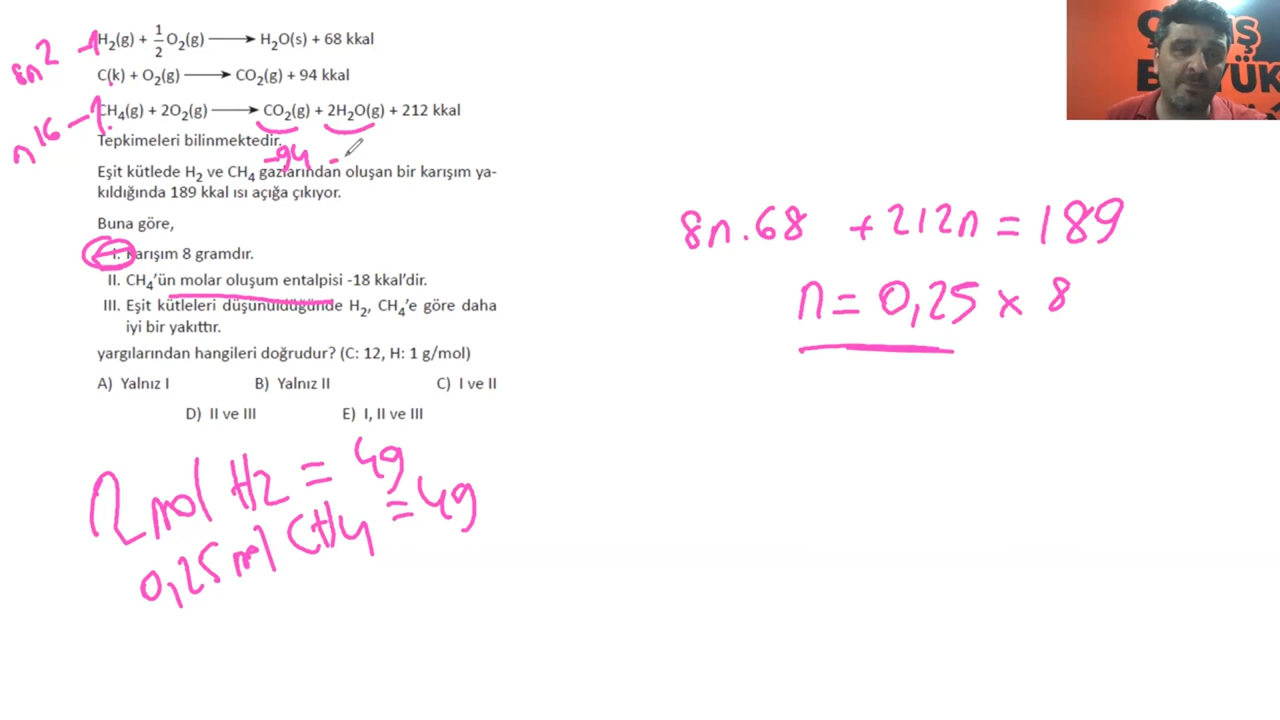 H₂(g) + 1/2 O₂(g) ⟶ H₂O(s) + 68 kkal
C(k) + O₂(g) ⟶ CO₂(g) + 94 kkal
CH₄(g) + 2O₂(g) ⟶ CO₂(g) + 2H₂O(g) + 212 kkal
8n 2 - 1
n 16 - 1
Tepkimeleri bilinmektedir.
-94 -
Eşit kütlede H₂ ve CH₄ gazlarından oluşan bir karışım ya-
kıldığında 189 kkal ısı açığa çıkıyor.
Buna göre,
I. Karışım 8 gramdır.
II. CH₄'ün molar oluşum entalpisi -18 kkal'dir.
III. Eşit kütleleri düşünüldüğünde H₂, CH₄'e göre daha
iyi bir yakıttır.
yargılarından hangileri doğrudur? (C: 12, H: 1 g/mol)
A) Yalnız I B) Yalnız II C) I ve II
D) II ve III E) I, II ve III
2 mol H2 = 4g
0,25 mol CH4 = 4g
8n.68 + 212n = 189
n = 0,25 x 8
BÜYÜK